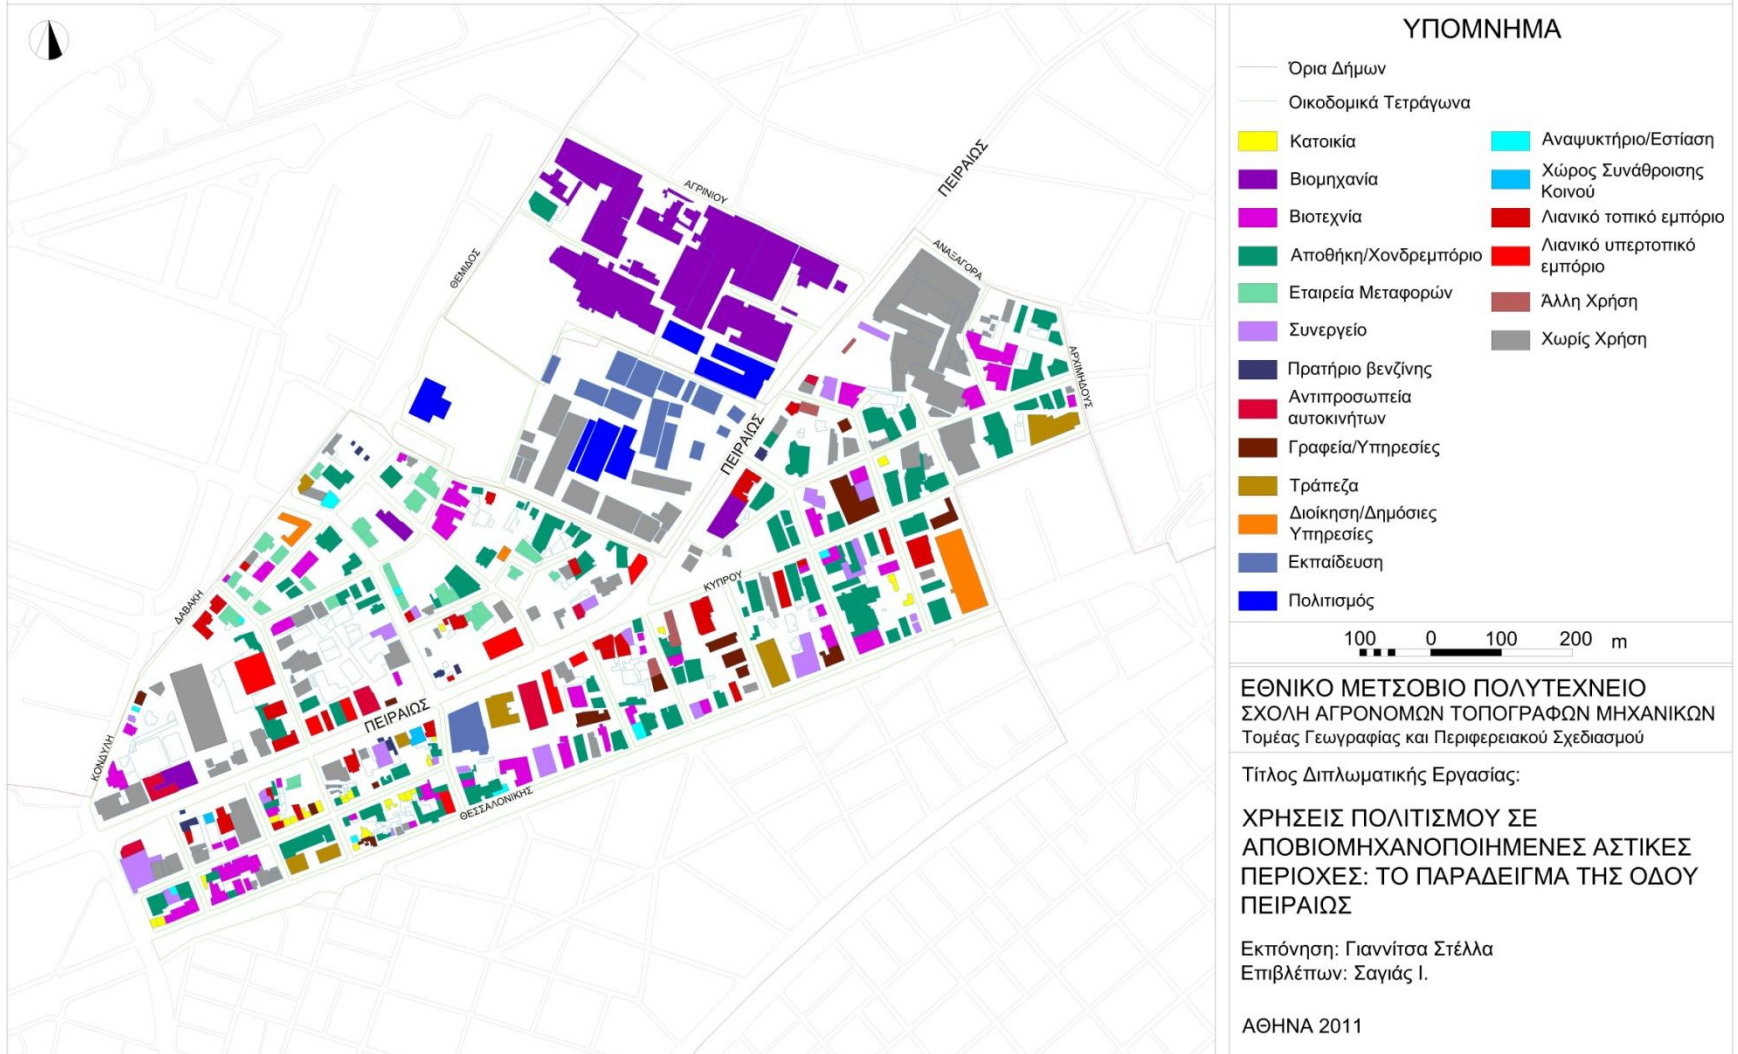 ΑΓΡΙΝΙΟΥ
ΠΕΙΡΑΙΩΣ
ΑΝΑΞΑΓΟΡΑ
ΘΕΜΙΔΟΣ
ΑΡΧΙΜΗΔΟΥΣ
ΠΕΙΡΑΙΩΣ
ΚΥΠΡΟΥ
ΔΑΒΑΚΗ
ΠΕΙΡΑΙΩΣ
ΚΟΝΔΥΛΗ
ΘΕΣΣΑΛΟΝΙΚΗΣ
ΥΠΟΜΝΗΜΑ
Όρια Δήμων
Οικοδομικά Τετράγωνα
Κατοικία
Βιομηχανία
Βιοτεχνία
Αποθήκη/Χονδρεμπόριο
Εταιρεία Μεταφορών
Συνεργείο
Πρατήριο βενζίνης
Αντιπροσωπεία
αυτοκινήτων
Γραφεία/Υπηρεσίες
Τράπεζα
Διοίκηση/Δημόσιες
Υπηρεσίες
Εκπαίδευση
Πολιτισμός
Αναψυκτήριο/Εστίαση
Χώρος Συνάθροισης
Κοινού
Λιανικό τοπικό εμπόριο
Λιανικό υπερτοπικό
εμπόριο
Άλλη Χρήση
Χωρίς Χρήση
100 0 100 200 m
ΕΘΝΙΚΟ ΜΕΤΣΟΒΙΟ ΠΟΛΥΤΕΧΝΕΙΟ
ΣΧΟΛΗ ΑΓΡΟΝΟΜΩΝ ΤΟΠΟΓΡΑΦΩΝ ΜΗΧΑΝΙΚΩΝ
Τομέας Γεωγραφίας και Περιφερειακού Σχεδιασμού
Τίτλος Διπλωματικής Εργασίας:
ΧΡΗΣΕΙΣ ΠΟΛΙΤΙΣΜΟΥ ΣΕ
ΑΠΟΒΙΟΜΗΧΑΝΟΠΟΙΗΜΕΝΕΣ ΑΣΤΙΚΕΣ
ΠΕΡΙΟΧΕΣ: ΤΟ ΠΑΡΑΔΕΙΓΜΑ ΤΗΣ ΟΔΟΥ
ΠΕΙΡΑΙΩΣ
Εκπόνηση: Γιαννίτσα Στέλλα
Επιβλέπων: Σαγιάς Ι.
ΑΘΗΝΑ 2011